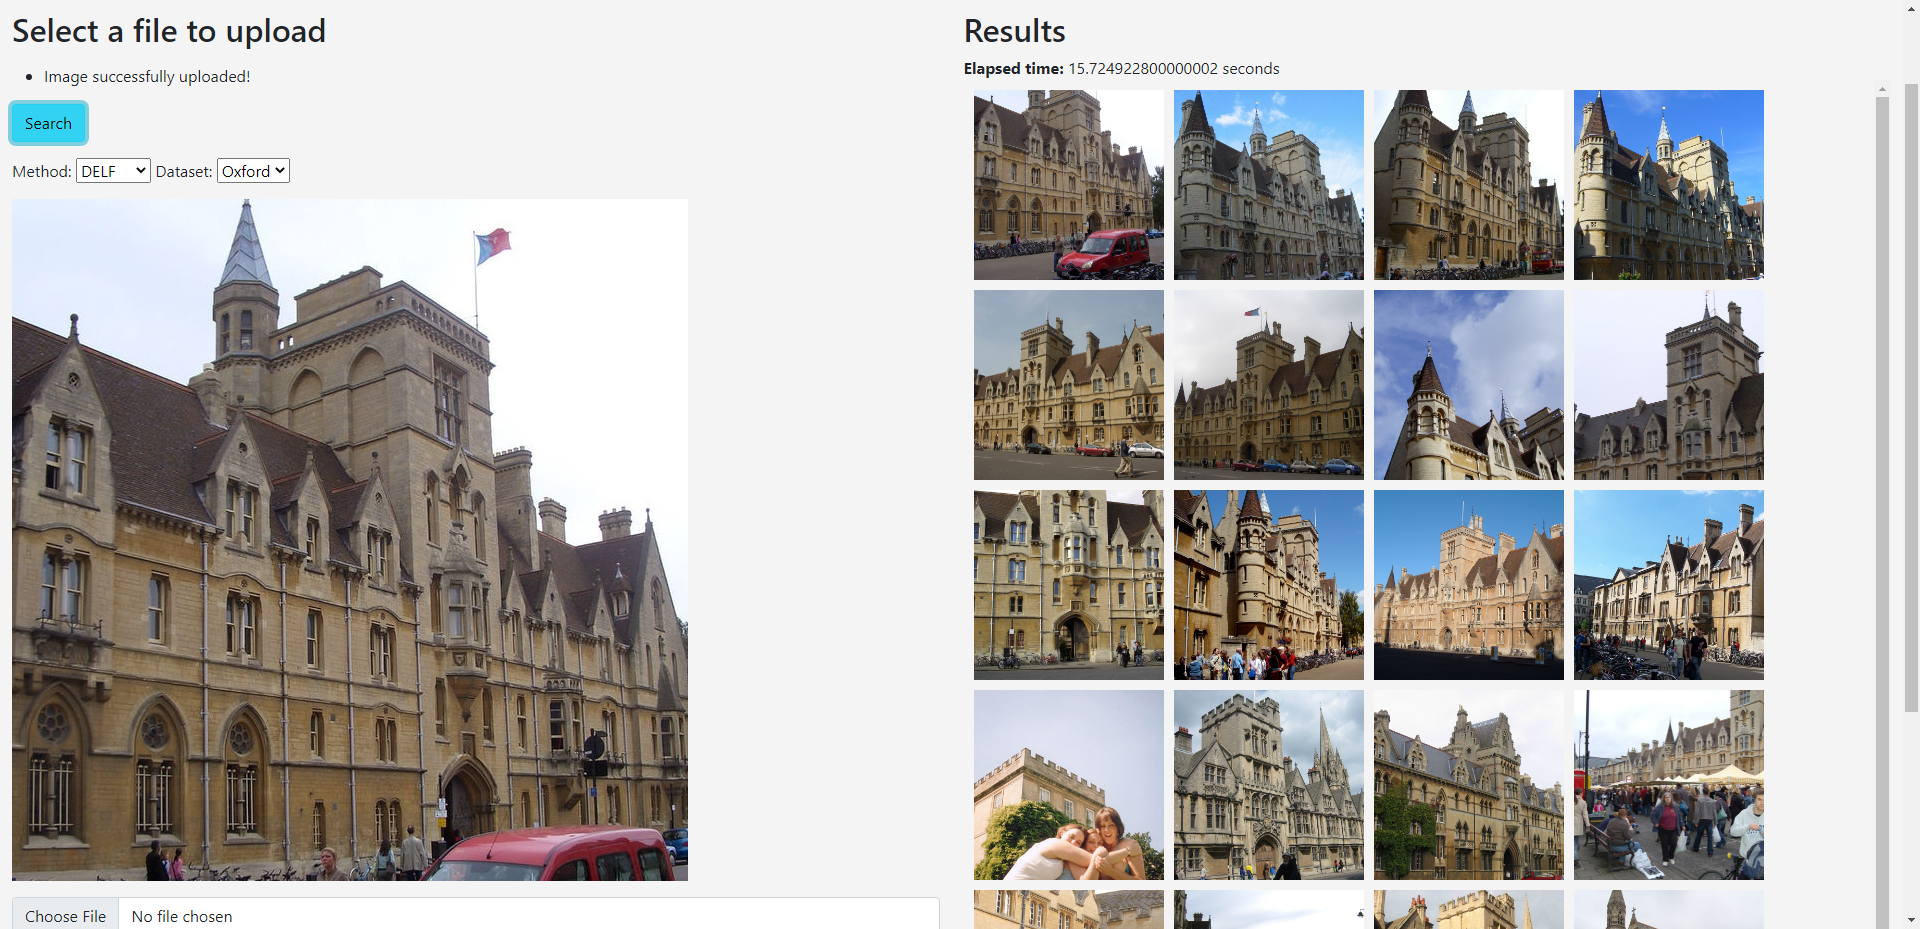 Select a file to upload
Image successfully uploaded!
Search
Method: DELF Dataset: Oxford
Choose File No file chosen
Results
Elapsed time: 15.724922800000002 seconds